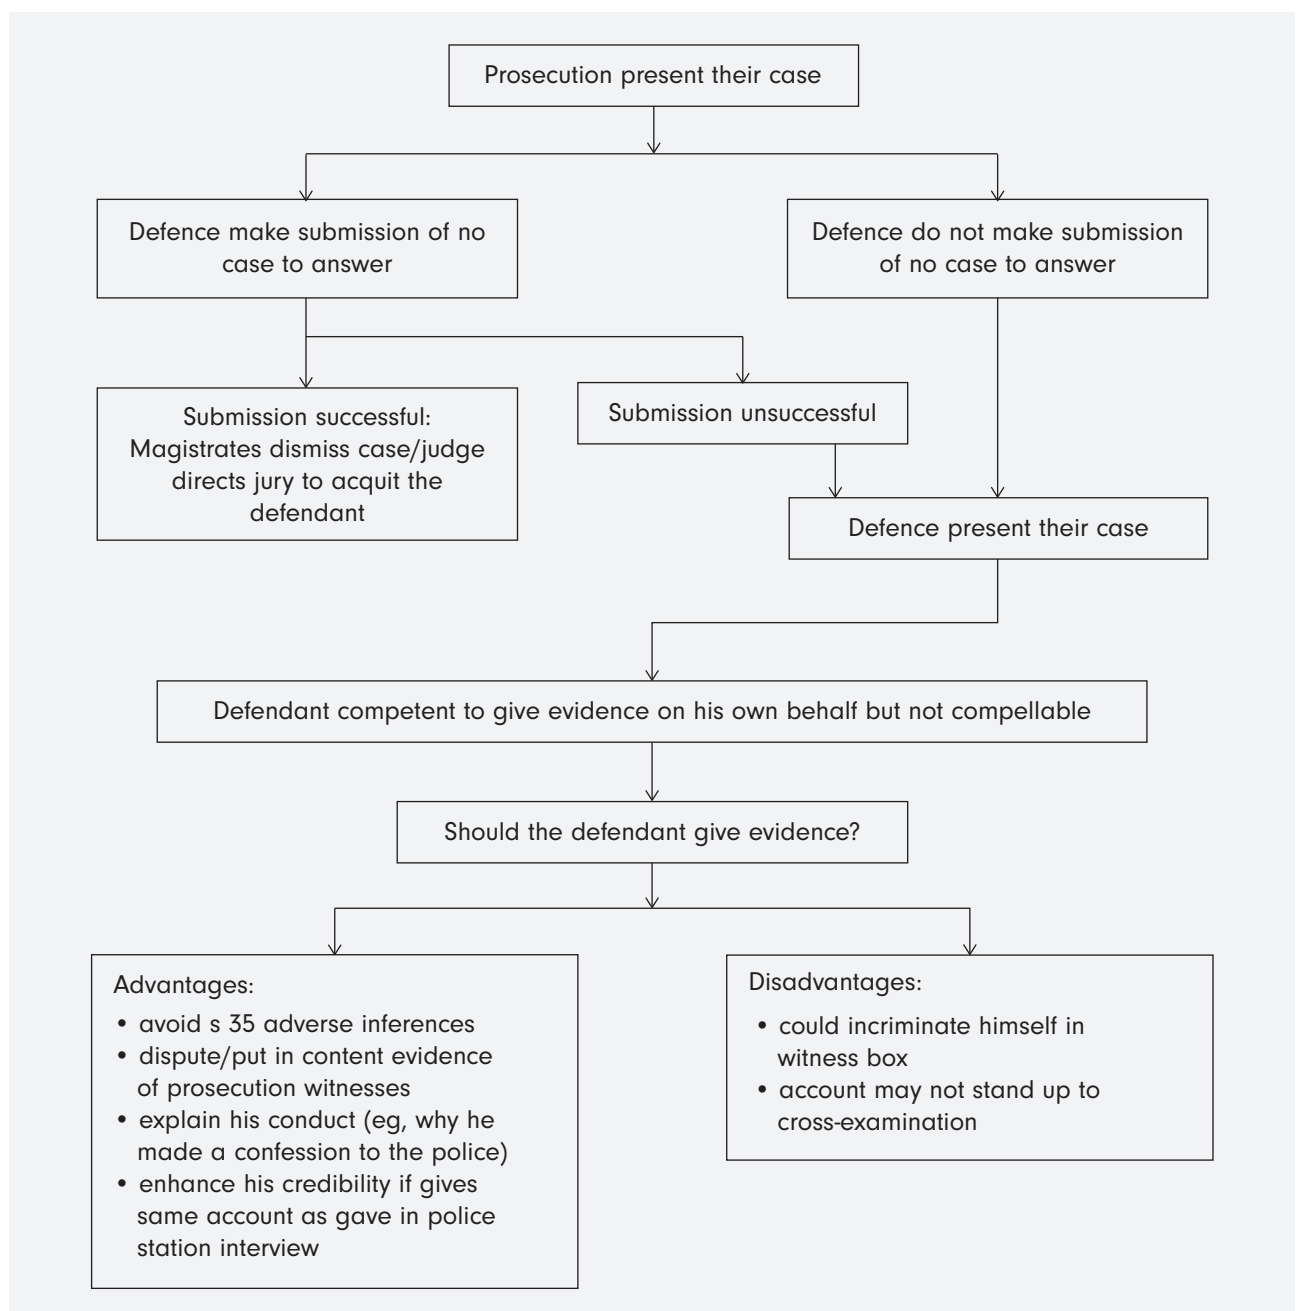 Prosecution present their case
Defence make submission of no
case to answer
Defence do not make submission
of no case to answer
Submission successful:
Magistrates dismiss case/judge
directs jury to acquit the
defendant
Submission unsuccessful
Defence present their case
Defendant competent to give evidence on his own behalf but not compellable
Should the defendant give evidence?
Advantages:
• avoid s 35 adverse inferences
• dispute/put in content evidence
of prosecution witnesses
• explain his conduct (eg, why he
made a confession to the police)
• enhance his credibility if gives
same account as gave in police
station interview
Disadvantages:
• could incriminate himself in
witness box
• account may not stand up to
cross-examination